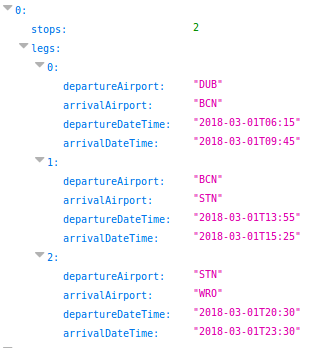 0:
stops: 2
legs:
0:
departureAirport: "DUB"
arrivalAirport: "BCN"
departureDateTime: "2018-03-01T06:15"
arrivalDateTime: "2018-03-01T09:45"
1:
departureAirport: "BCN"
arrivalAirport: "STN"
departureDateTime: "2018-03-01T13:55"
arrivalDateTime: "2018-03-01T15:25"
2:
departureAirport: "STN"
arrivalAirport: "WRO"
departureDateTime: "2018-03-01T20:30"
arrivalDateTime: "2018-03-01T23:30"